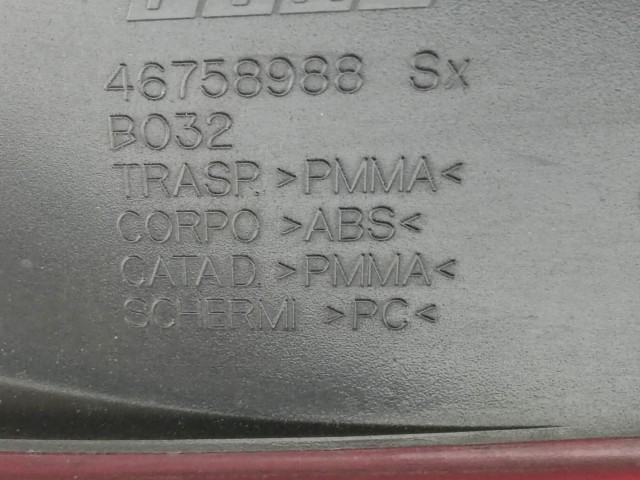 46758988 Sx
B032
TRASP. >PMMA<
CORPO >ABS<
CATAD. >PMMA<
SCHERMI >PC<